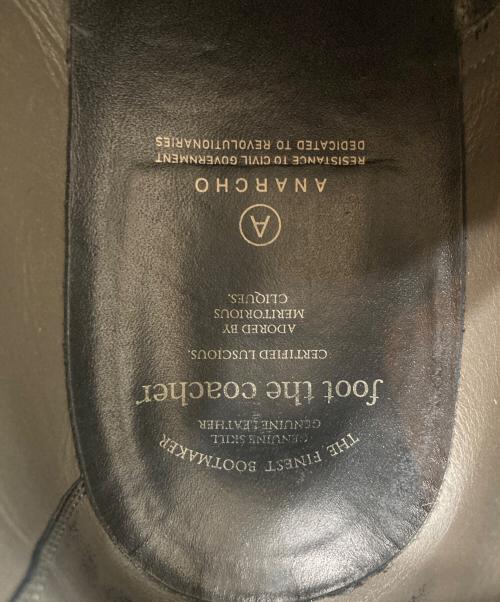 THE FINEST BOOTMAKER
GENUINE SKILL
GENUINE LEATHER
foot the coacher
CERTIFIED LUSCIOUS.
ADORED BY
MERITORIOUS
CLIQUES.
A
ANARCHO
RESISTANCE TO CIVIL GOVERNMENT
DEDICATED TO REVOLUTIONARIES